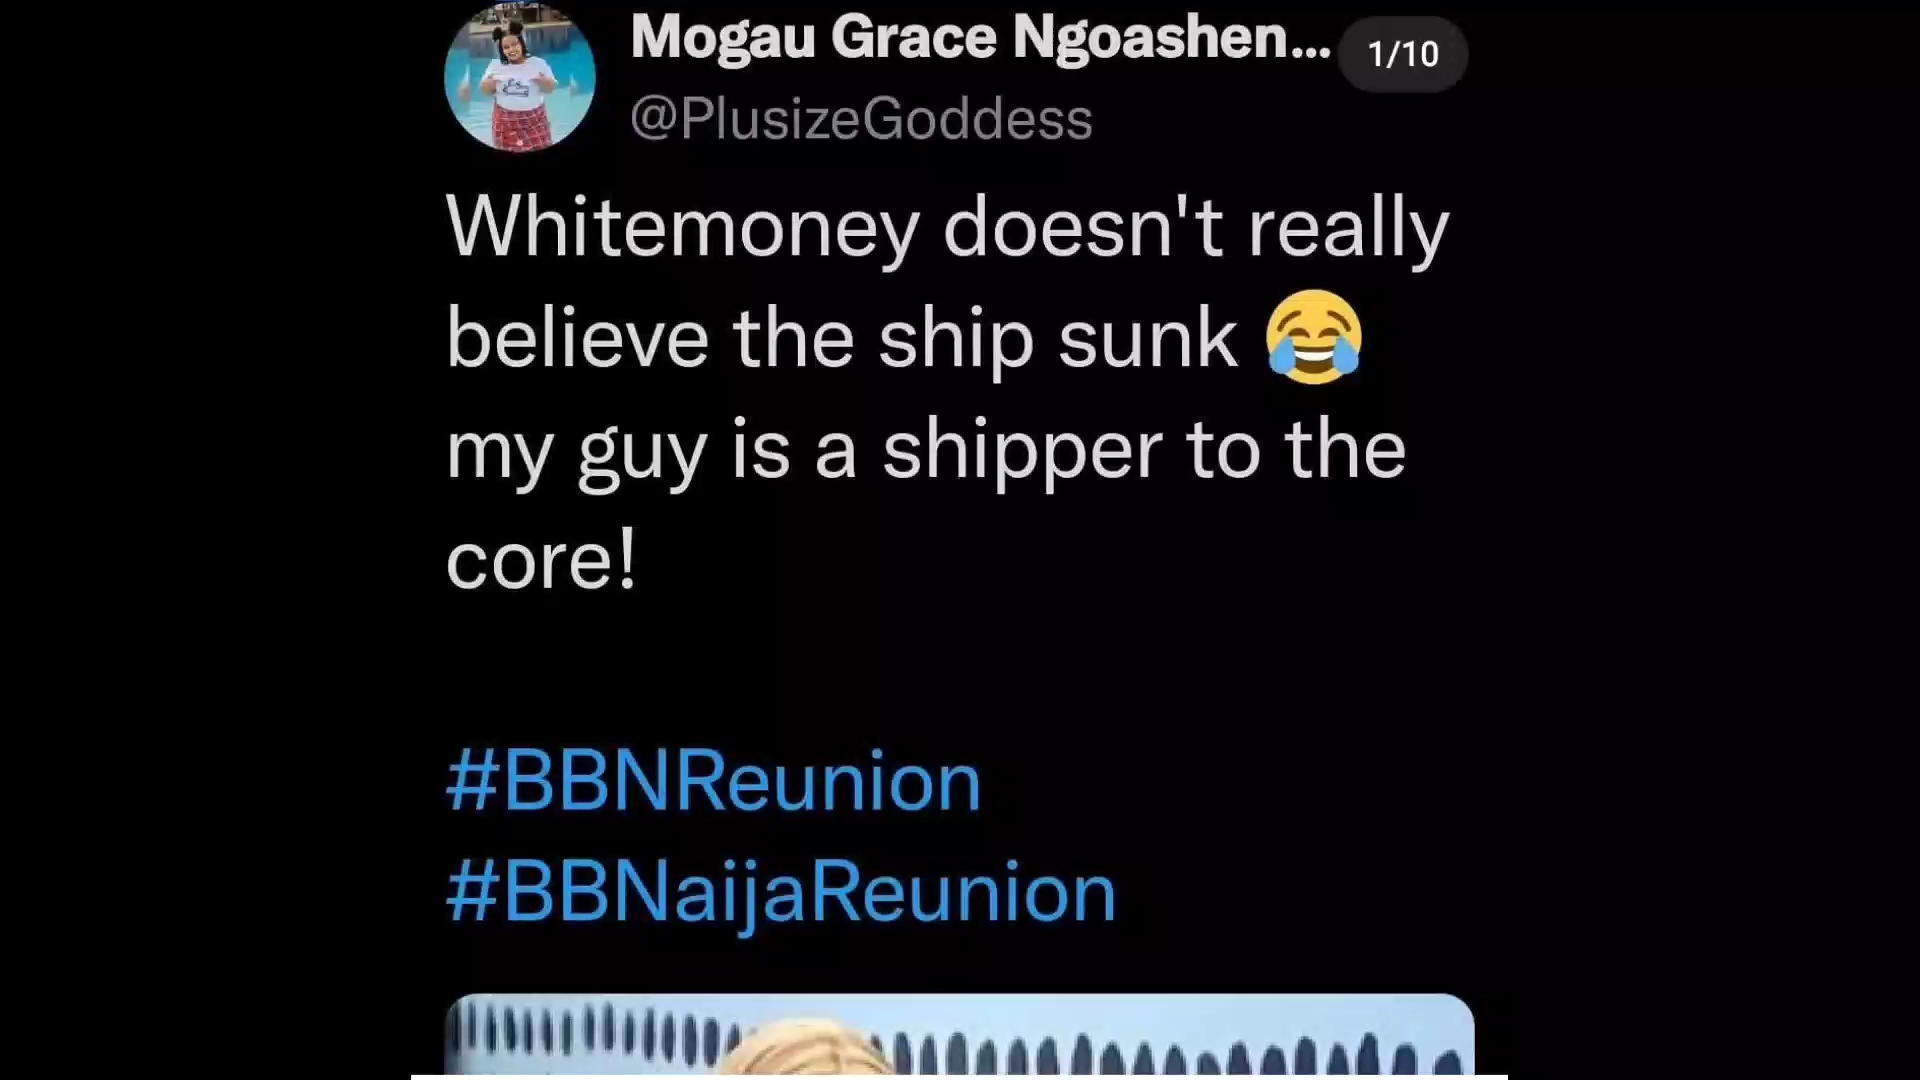 Mogau Grace Ngoashen...
1/10
@PlusizeGoddess
Whitemoney doesn't really
believe the ship sunk 😂
my guy is a shipper to the
core!
#BBNReunion
#BBNaijaReunion